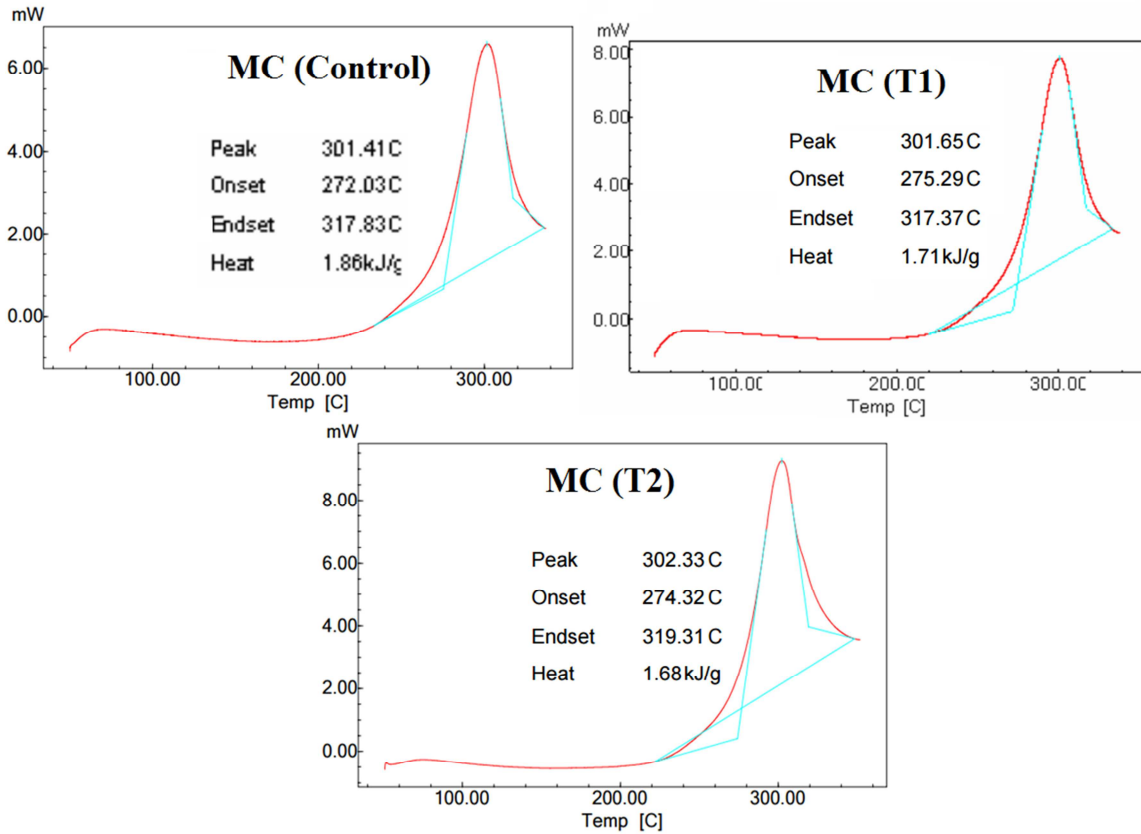 mW
6.00
4.00
2.00
0.00
MC (Control)
Peak 301.41C
Onset 272.03C
Endset 317.83C
Heat 1.86kJ/g
100.00 200.00 300.00
Temp [C]
mW
8.00
6.00
4.00
2.00
0.00
MC (T1)
Peak 301.65C
Onset 275.29C
Endset 317.37C
Heat 1.71kJ/g
100.00 200.00 300.00
Temp [C]
mW
8.00
6.00
4.00
2.00
0.00
MC (T2)
Peak 302.33C
Onset 274.32C
Endset 319.31C
Heat 1.68kJ/g
100.00 200.00 300.00
Temp [C]